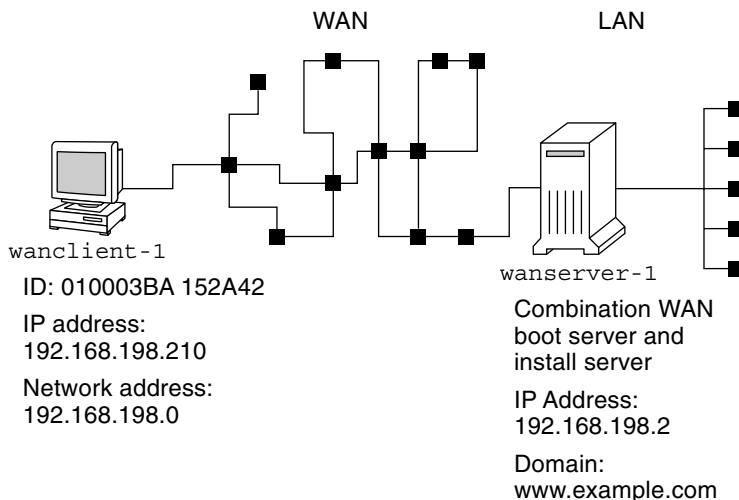 WAN
LAN
wanclient-1
ID: 010003BA 152A42
IP address:
192.168.198.210
Network address:
192.168.198.0
wanserver-1
Combination WAN
boot server and
install server
IP Address:
192.168.198.2
Domain:
www.example.com